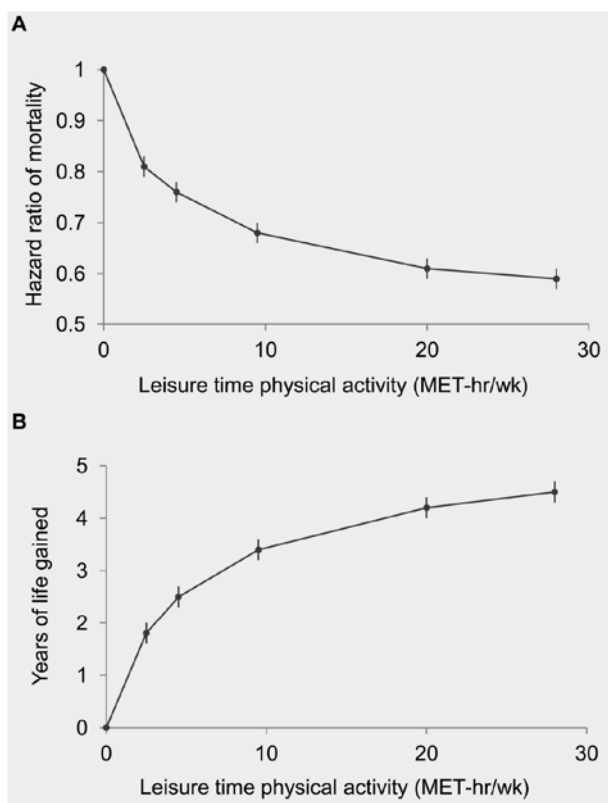 A
1
0.9
0.8
0.7
0.6
0.5
Hazard ratio of mortality
0 10 20 30
Leisure time physical activity (MET-hr/wk)
B
5
4
3
2
1
0
Years of life gained
0 10 20 30
Leisure time physical activity (MET-hr/wk)